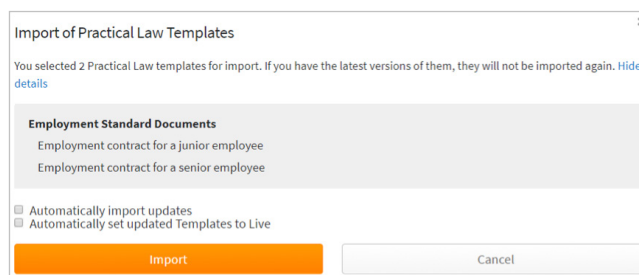 Import of Practical Law Templates
You selected 2 Practical Law templates for import. If you have the latest versions of them, they will not be imported again. Hide
details
Employment Standard Documents
Employment contract for a junior employee
Employment contract for a senior employee
Automatically import updates
Automatically set updated Templates to Live
Import
Cancel